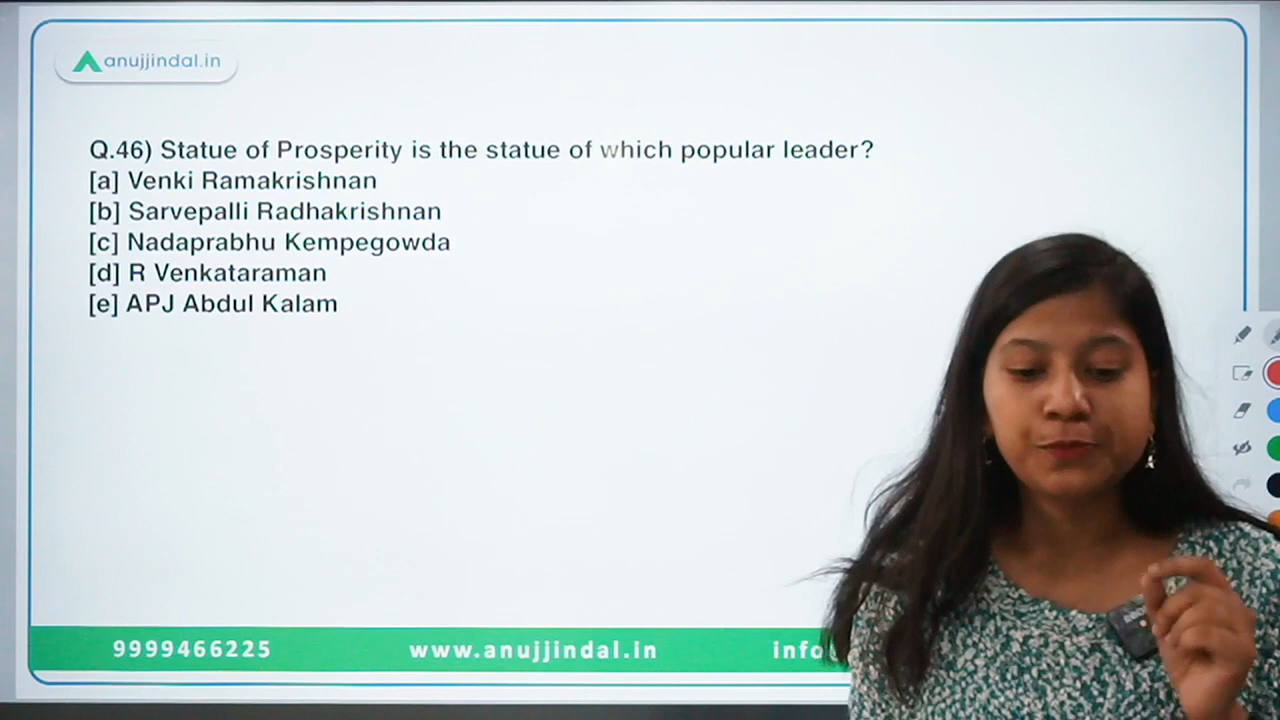 anujjindal.in
Q.46) Statue of Prosperity is the statue of which popular leader?
[a] Venki Ramakrishnan
[b] Sarvepalli Radhakrishnan
[c] Nadaprabhu Kempegowda
[d] R Venkataraman
[e] APJ Abdul Kalam
9999466225 www.anujjindal.in